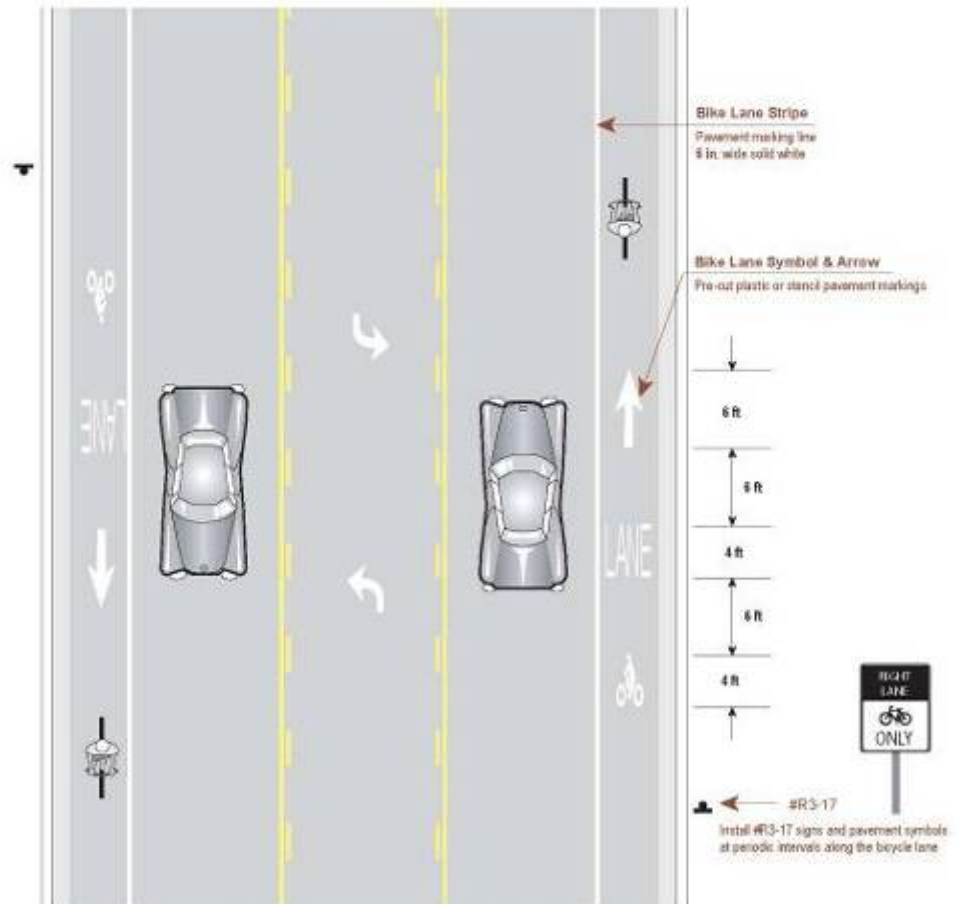 Bike Lane Stripe
Pavement marking line
6 in. wide solid white
Bike Lane Symbol & Arrow
Pre-cut plastic or stencil pavement markings
6 ft
LANE
6 ft
4 ft
LANE
6 ft
4 ft
RIGHT
LANE
ONLY
#R3-17
Install #R3-17 signs and pavement symbols
at periodic intervals along the bicycle lane